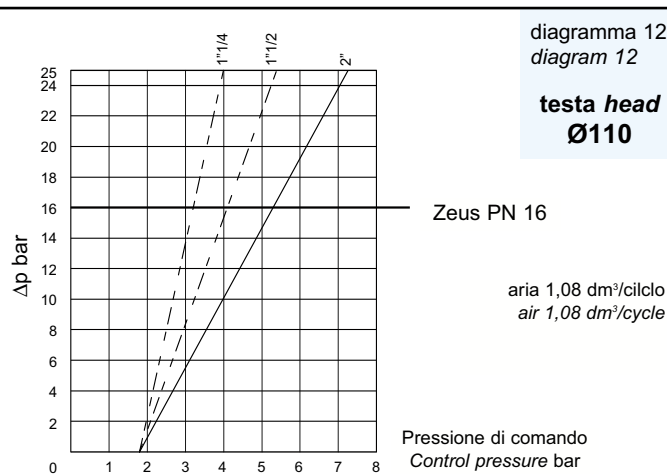 diagramma 12
diagram 12
testa head
Ø110
1"1/4
1"1/2
2"
25
24
22
20
18
16
14
12
10
8
6
4
2
0
Δp bar
Zeus PN 16
aria 1,08 dm³/cilclo
air 1,08 dm³/cycle
1 2 3 4 5 6 7 8
Pressione di comando
Control pressure bar